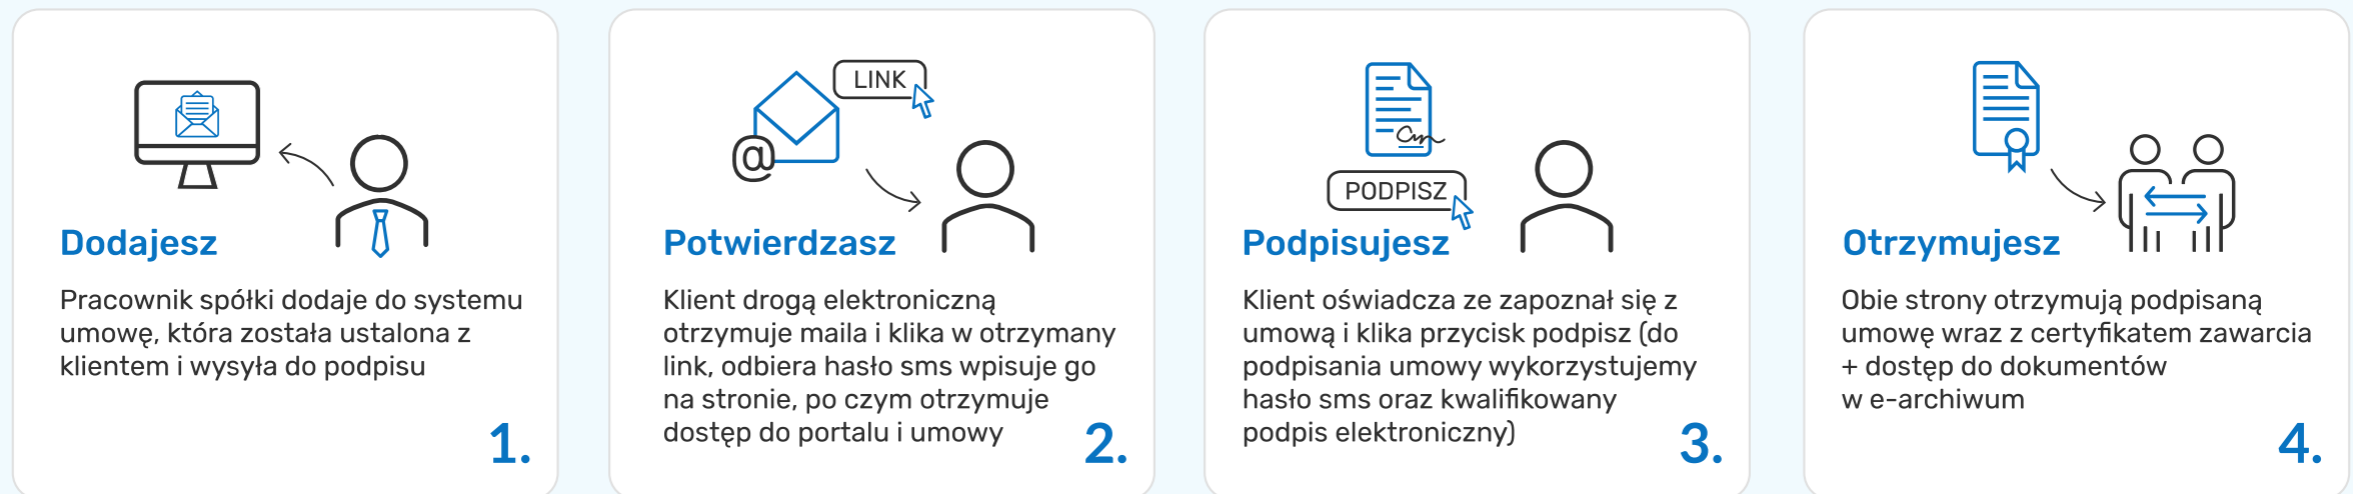 Dodajesz
Pracownik spółki dodaje do systemu
umowę, która została ustalona z
klientem i wysyła do podpisu
1.
LINK
@
Potwierdzasz
Klient drogą elektroniczną
otrzymuje maila i klika w otrzymany
link, odbiera hasło sms wpisuje go
na stronie, po czym otrzymuje
dostęp do portalu i umowy
2.
PODPISZ
Podpisujesz
Klient oświadcza ze zapoznał się z
umową i klika przycisk podpisz (do
podpisania umowy wykorzystujemy
hasło sms oraz kwalifikowany
podpis elektroniczny)
3.
Otrzymujesz
Obie strony otrzymują podpisaną
umowę wraz z certyfikatem zawarcia
+ dostęp do dokumentów
w e-archiwum
4.